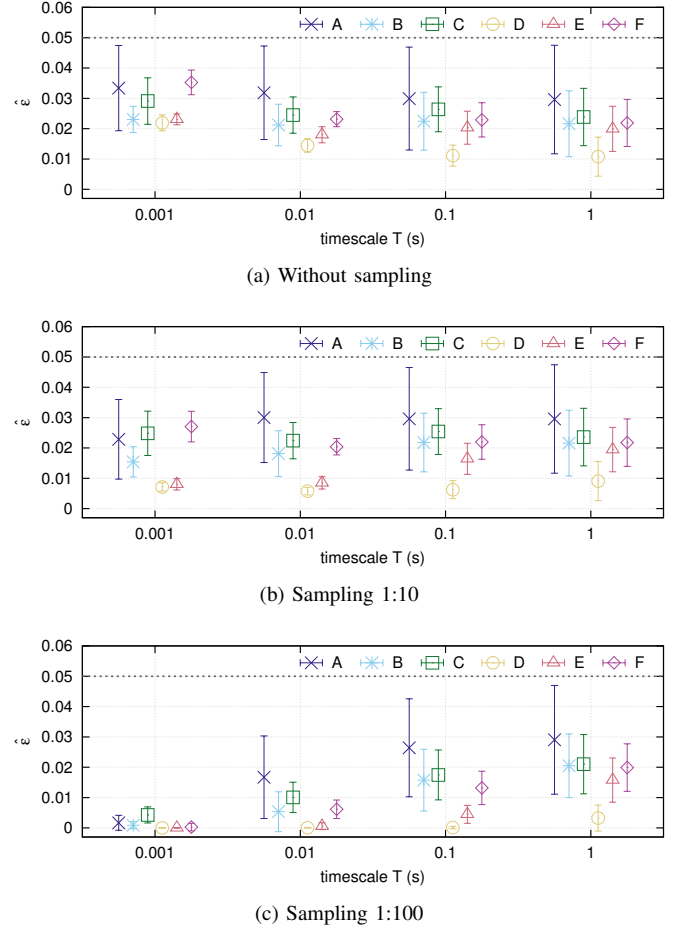 0.06
A B C D E F
0.05
0.04
0.03
0.02
0.01
0
ε̂
0.001 0.01 0.1 1
timescale T (s)
(a) Without sampling
0.06
A B C D E F
0.05
0.04
0.03
0.02
0.01
0
ε̂
0.001 0.01 0.1 1
timescale T (s)
(b) Sampling 1:10
0.06
A B C D E F
0.05
0.04
0.03
0.02
0.01
0
ε̂
0.001 0.01 0.1 1
timescale T (s)
(c) Sampling 1:100